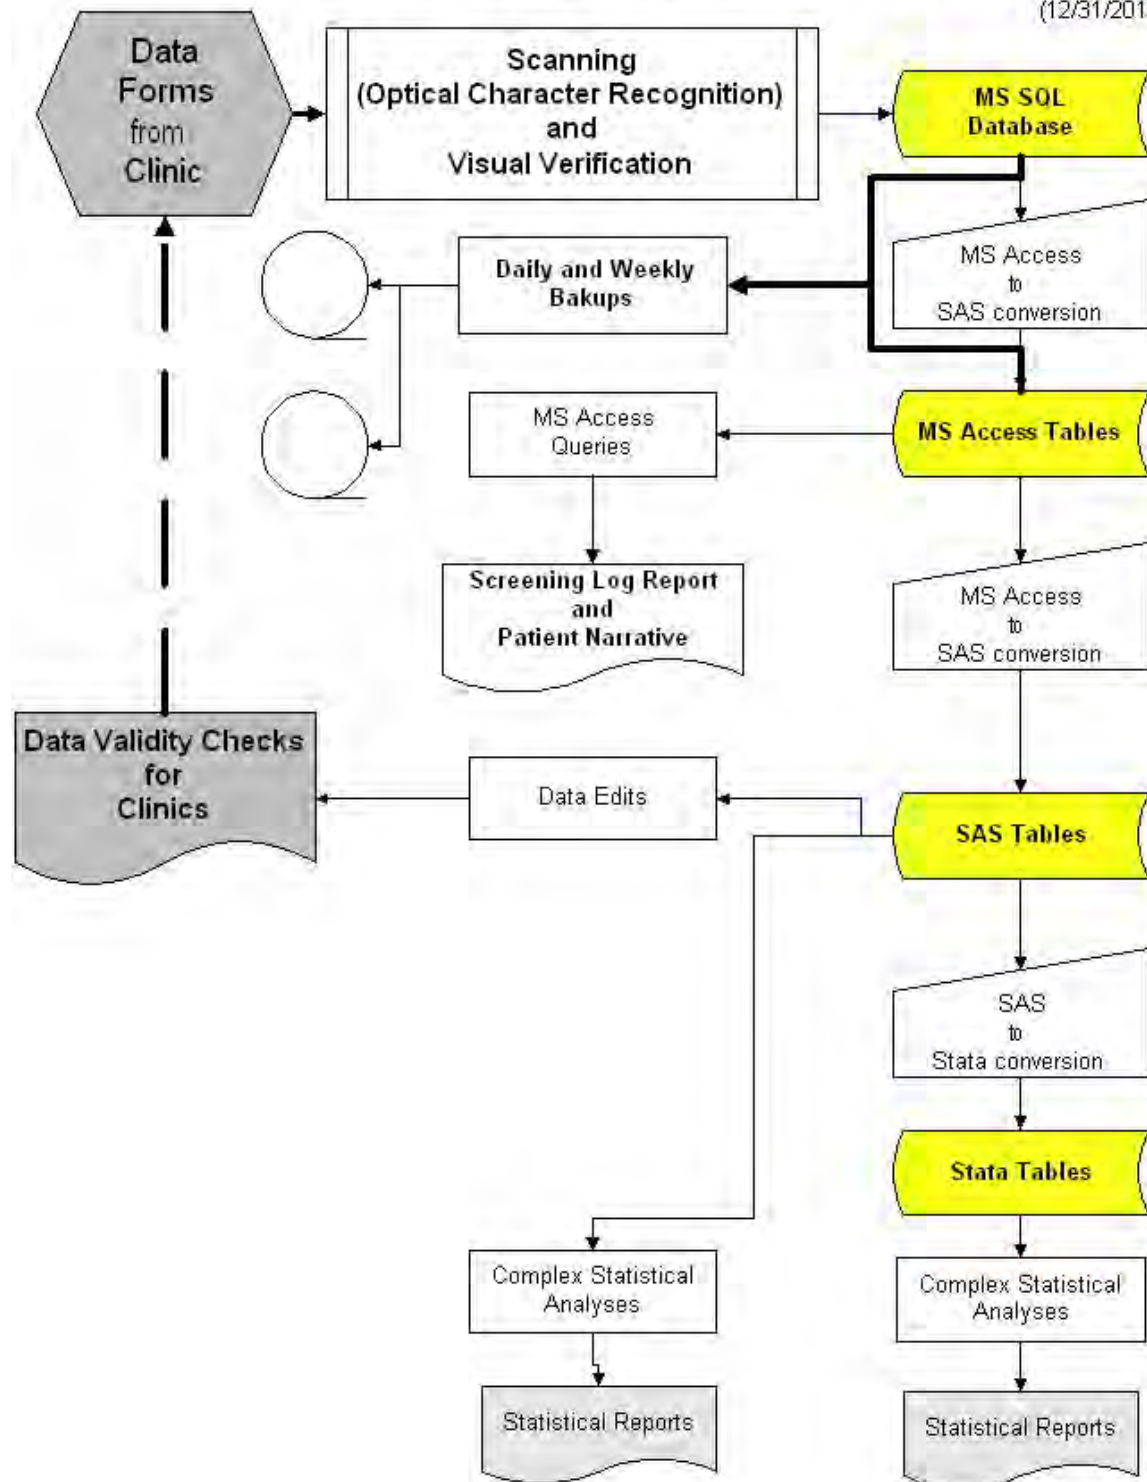 (12/31/201
Data
Forms
from
Clinic
Scanning
(Optical Character Recognition)
and
Visual Verification
MS SQL
Database
MS Access
to
SAS conversion
Daily and Weekly
Bakups
MS Access
Queries
MS Access Tables
Screening Log Report
and
Patient Narrative
MS Access
to
SAS conversion
Data Validity Checks
for
Clinics
Data Edits
SAS Tables
SAS
to
Stata conversion
Stata Tables
Complex Statistical
Analyses
Complex Statistical
Analyses
Statistical Reports
Statistical Reports